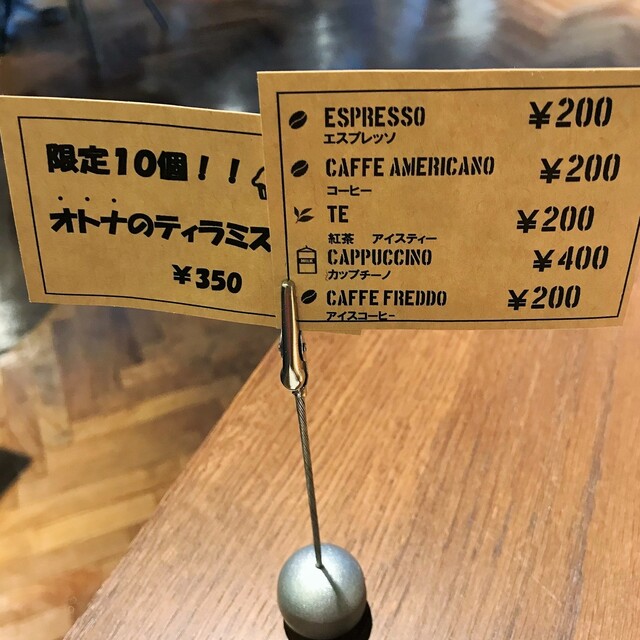 限定10個!!
オトナのティラミス
¥350
ESPRESSO ¥200
エスプレッソ
CAFFE AMERICANO ¥200
コーヒー
TE ¥200
紅茶 アイスティー
CAPPUCCINO ¥400
カップチーノ
CAFFE FREDDO ¥200
アイスコーヒー